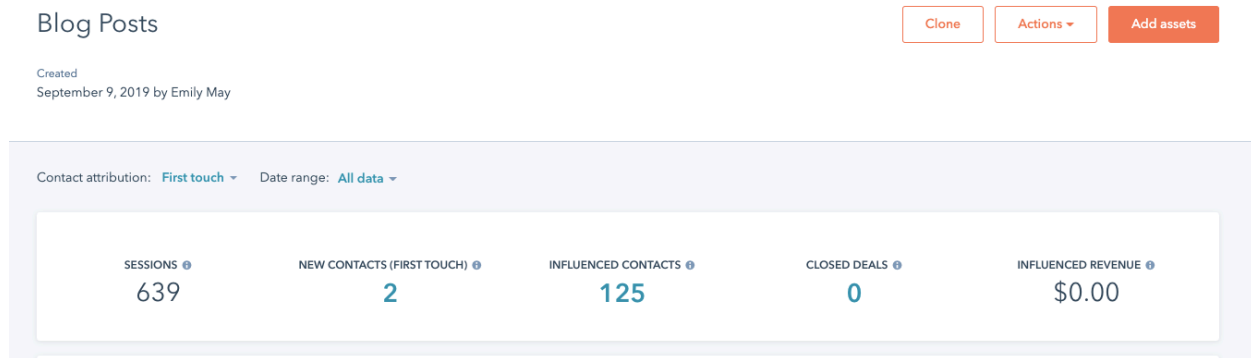 Blog Posts
Clone
Actions
Add assets
Created
September 9, 2019 by Emily May
Contact attribution: First touch Date range: All data
SESSIONS NEW CONTACTS (FIRST TOUCH) INFLUENCED CONTACTS CLOSED DEALS INFLUENCED REVENUE
639 2 125 0 $0.00